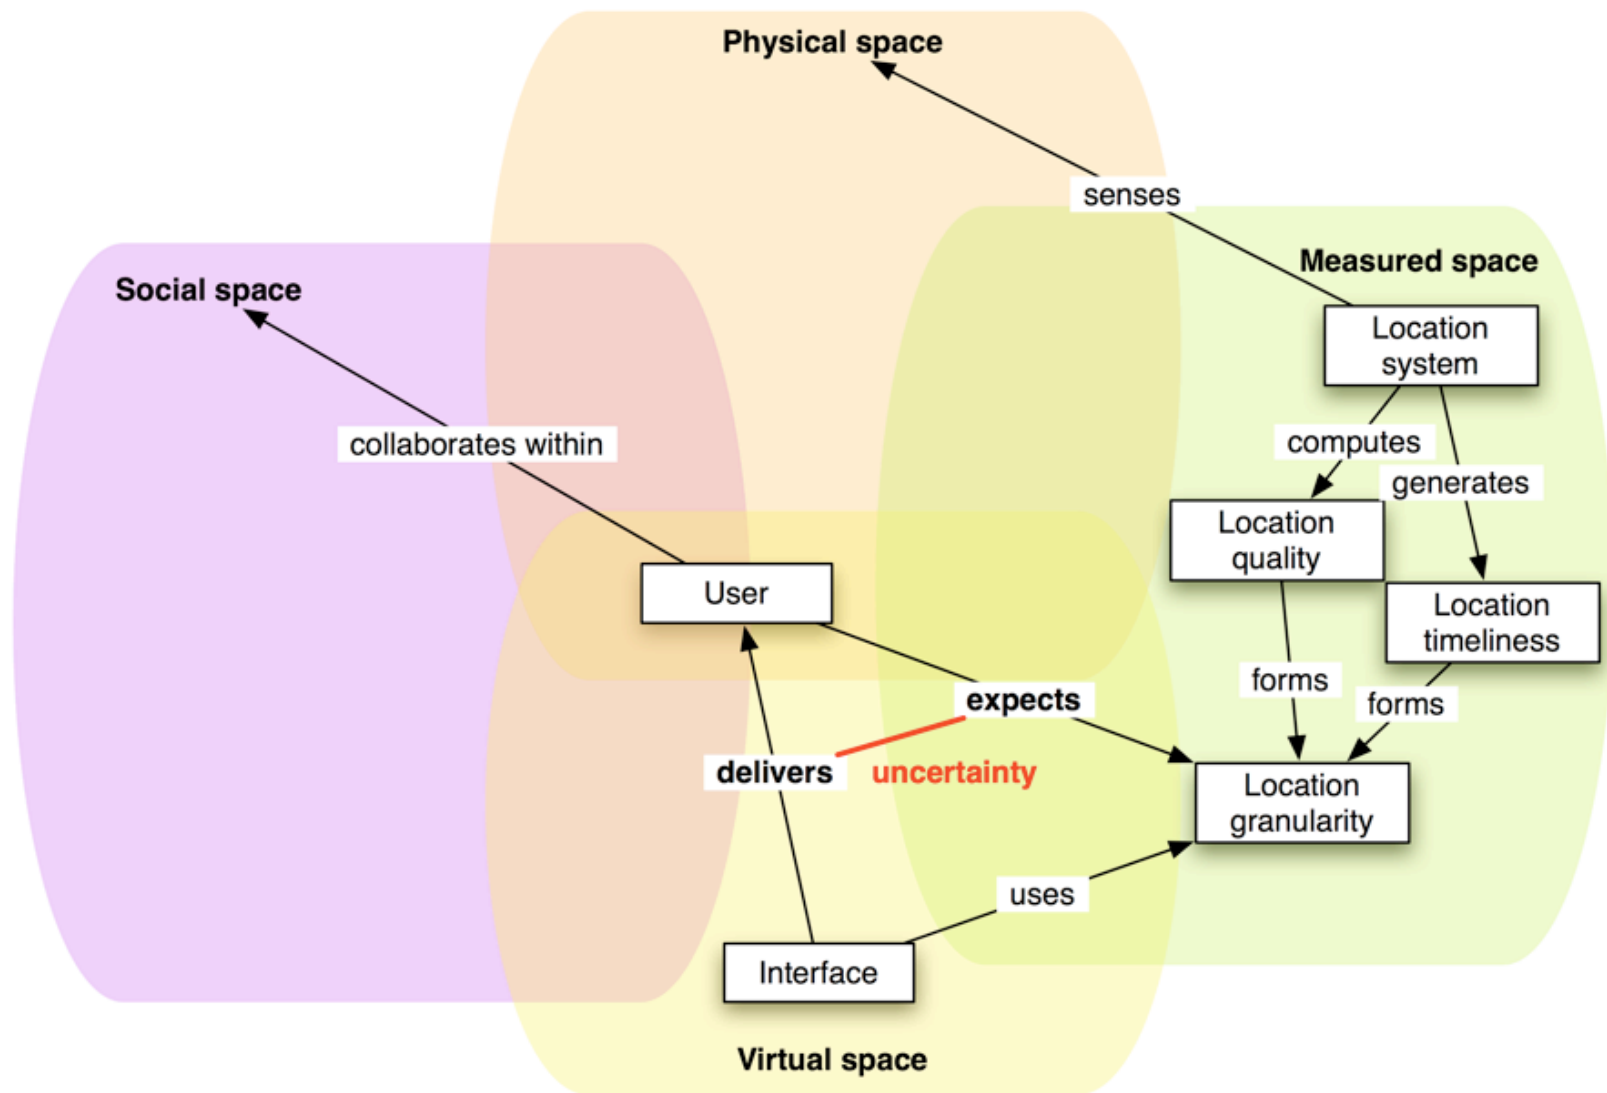 Physical space
senses
Measured space
Social space
Location
system
collaborates within
computes
generates
Location
quality
User
Location
timeliness
forms
expects
forms
delivers
uncertainty
Location
granularity
uses
Interface
Virtual space